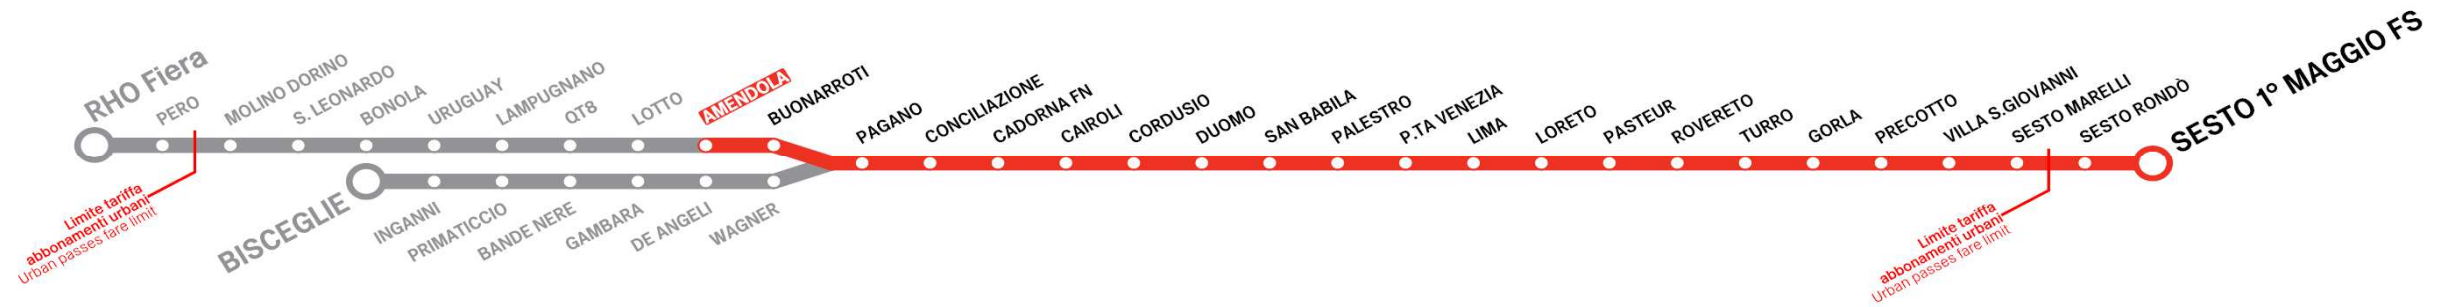 RHO Fiera
PERO
MOLINO DORINO
S. LEONARDO
BONOLA
URUGUAY
LAMPUGNANO
QT8
LOTTO
AMENDOLA
BUONARROTI
PAGANO
CONCILIAZIONE
CADORNA FN
CAIROLI
CORDUSIO
DUOMO
SAN BABILA
PALESTRO
P.TA VENEZIA
LIMA
LORETO
PASTEUR
ROVERETO
TURRO
GORLA
PRECOTTO
VILLA S.GIOVANNI
SESTO MARELLI
SESTO RONDÒ
SESTO 1° MAGGIO FS
Limite tariffa
abbonamenti urbani
Urban passes fare limit
BISCEGLIE
INGANNI
PRIMATICCIO
BANDE NERE
GAMBARA
DE ANGELI
WAGNER
Limite tariffa
abbonamenti urbani
Urban passes fare limit